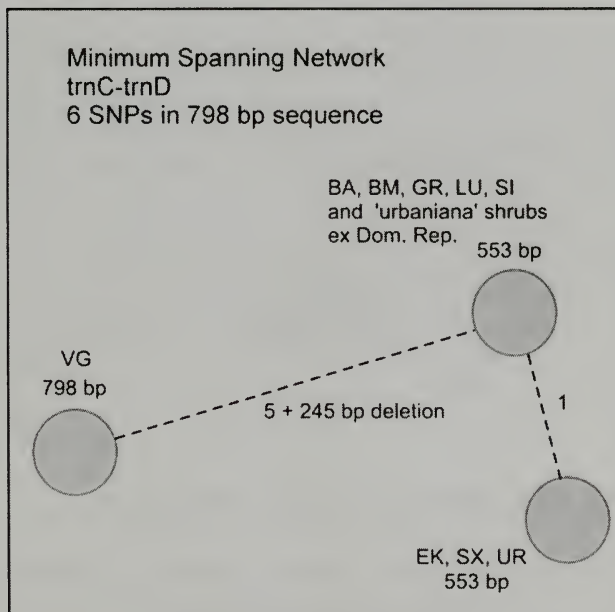 Minimum Spanning Network
trnC-trnD
6 SNPs in 798 bp sequence
BA, BM, GR, LU, SI
and 'urbaniana' shrubs
ex Dom. Rep.
553 bp
VG
798 bp
5 + 245 bp deletion
1
EK, SX, UR
553 bp